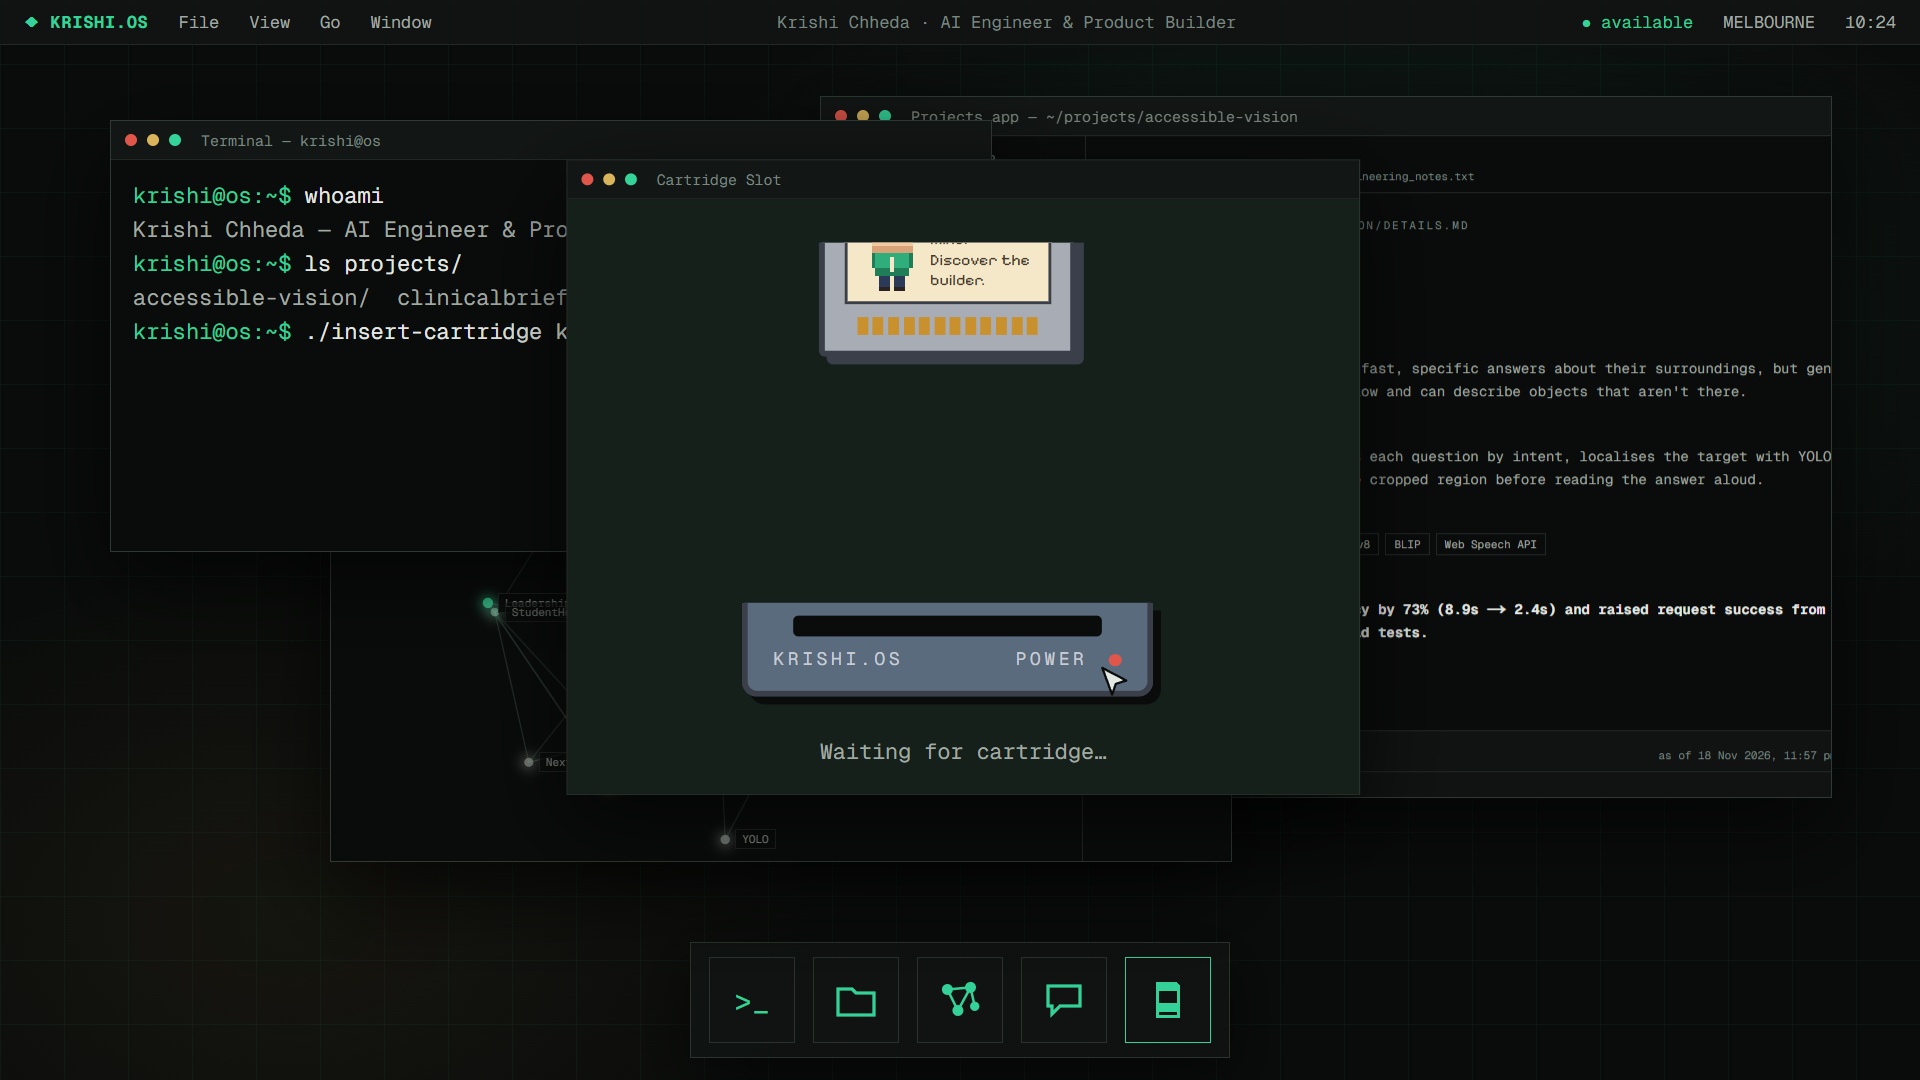 KRISHI.OS File View Go Window
Krishi Chheda · AI Engineer & Product Builder
available MELBOURNE 10:24
Projects.app — ~/projects/accessible-vision
Terminal — krishi@os
krishi@os:~$ whoami
Krishi Chheda — AI Engineer & Pro
krishi@os:~$ ls projects/
accessible-vision/ clinicalbrief
krishi@os:~$ ./insert-cartridge k
Cartridge Slot
Discover the
builder.
KRISHI.OS POWER
Waiting for cartridge…
neering_notes.txt
ON/DETAILS.MD
fast, specific answers about their surroundings, but gen
ow and can describe objects that aren't there.
each question by intent, localises the target with YOLO
cropped region before reading the answer aloud.
v8 BLIP Web Speech API
y by 73% (8.9s → 2.4s) and raised request success from
d tests.
as of 18 Nov 2026, 11:57 p
Leadership
StudentH
Nex
YOLO
>_